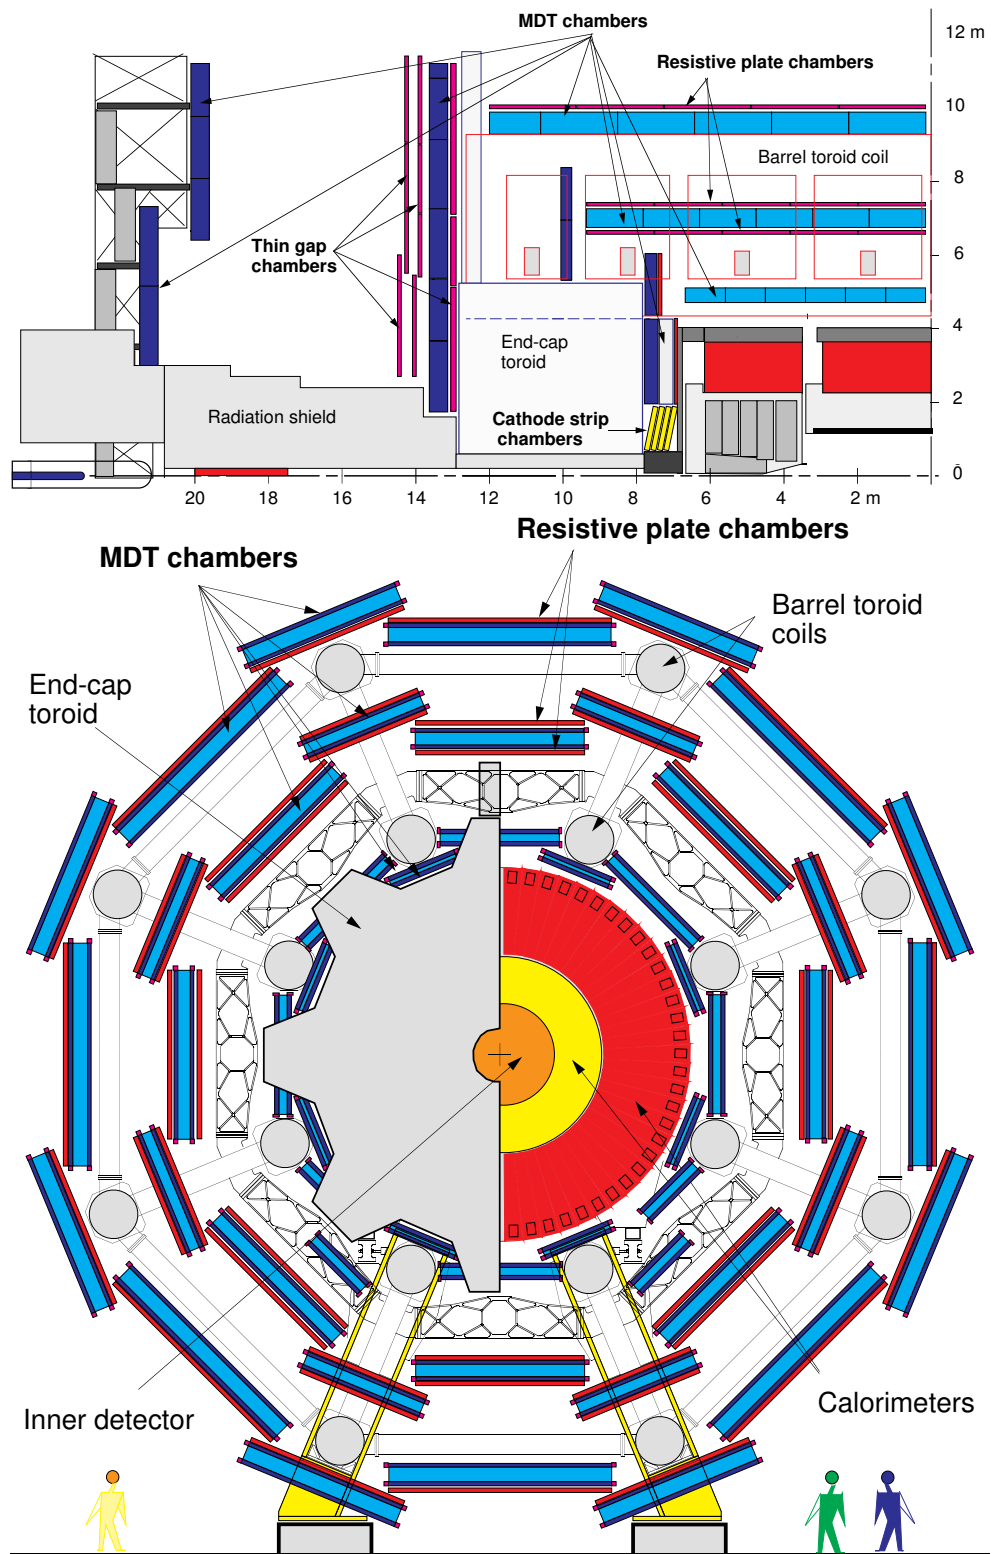 MDT chambers
12 m
Resistive plate chambers
10
Barrel toroid coil
8
Thin gap
chambers
6
End-cap
toroid
4
Radiation shield
Cathode strip
chambers
2
0
20
18
16
14
12
10
8
6
4
2 m
Resistive plate chambers
MDT chambers
Barrel toroid
coils
End-cap
toroid
Calorimeters
Inner detector